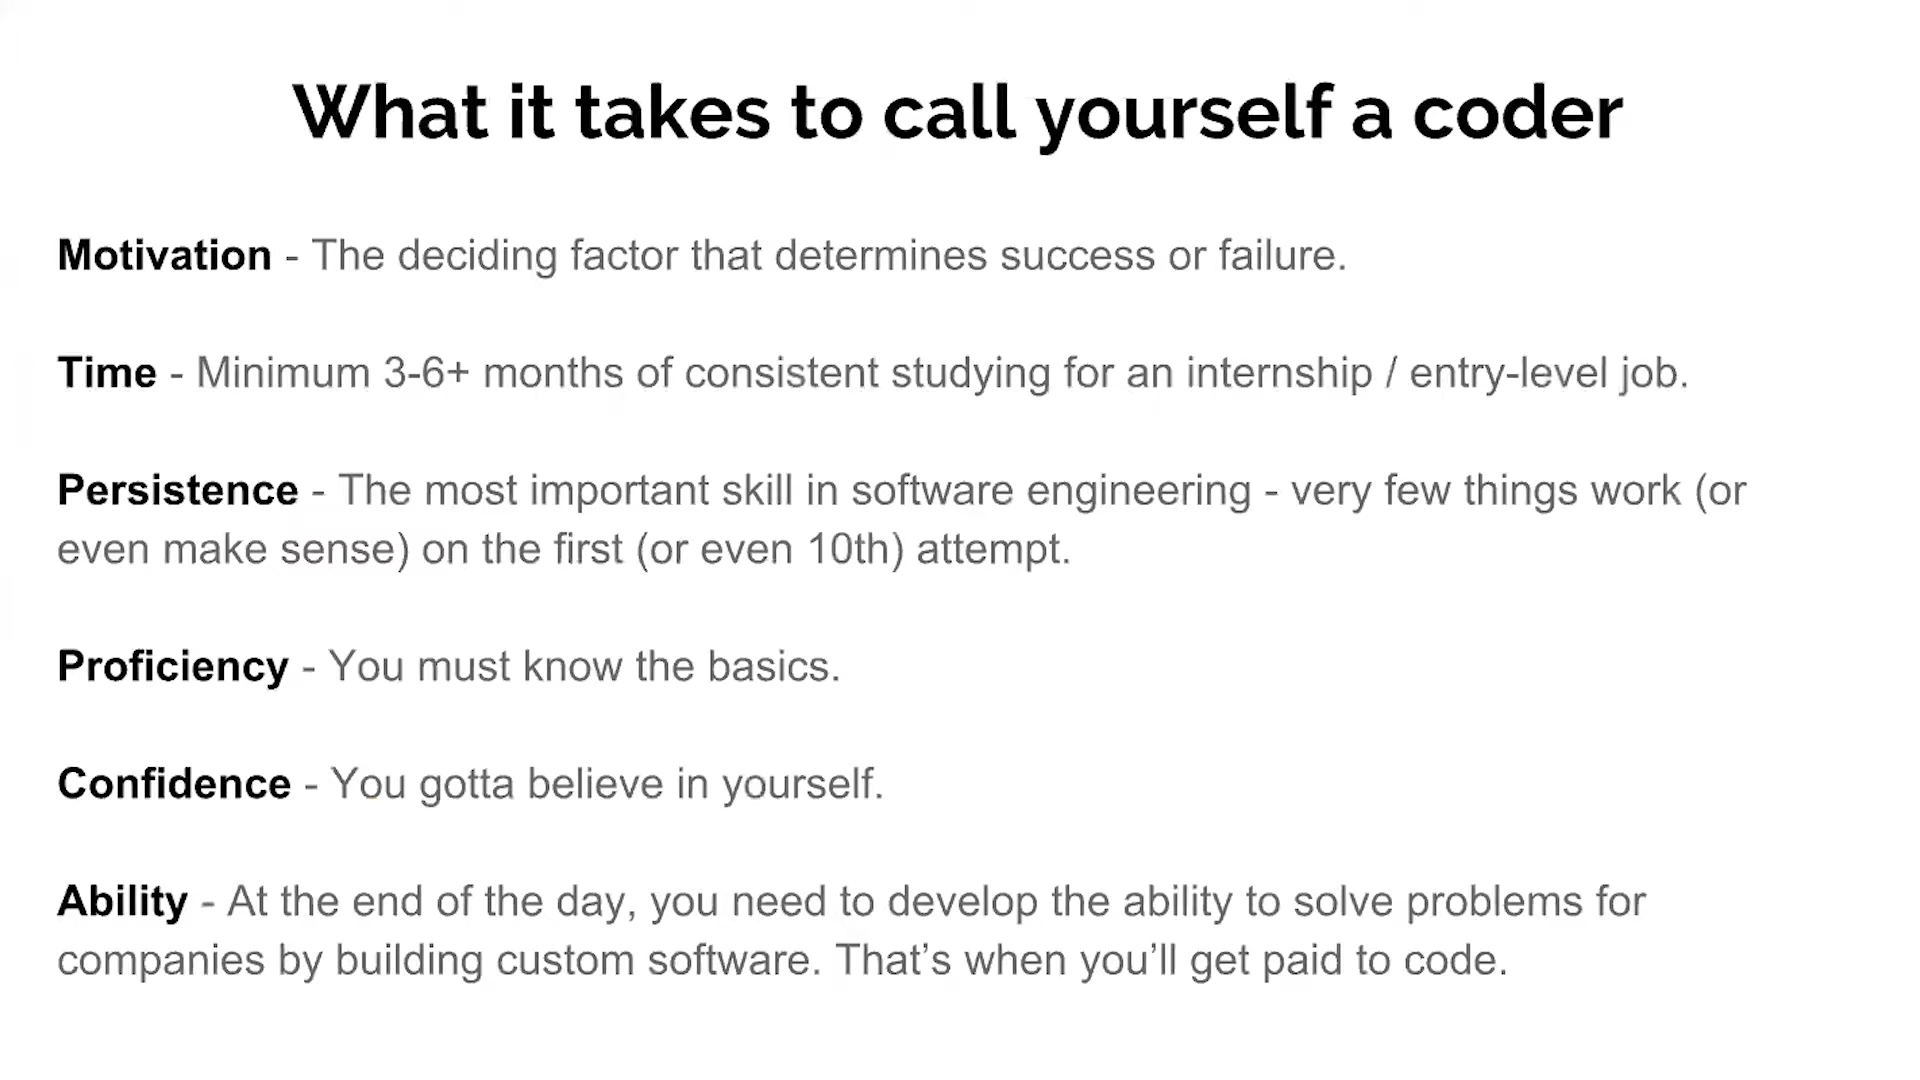 What it takes to call yourself a coder
Motivation - The deciding factor that determines success or failure.
Time - Minimum 3-6+ months of consistent studying for an internship / entry-level job.
Persistence - The most important skill in software engineering - very few things work (or
even make sense) on the first (or even 10th) attempt.
Proficiency - You must know the basics.
Confidence - You gotta believe in yourself.
Ability - At the end of the day, you need to develop the ability to solve problems for
companies by building custom software. That’s when you’ll get paid to code.